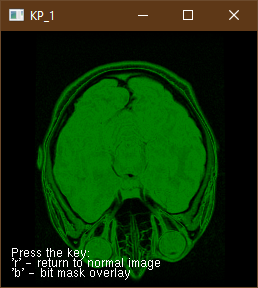 KP_1
Press the key:
'r' - return to normal image
'b' - bit mask overlay